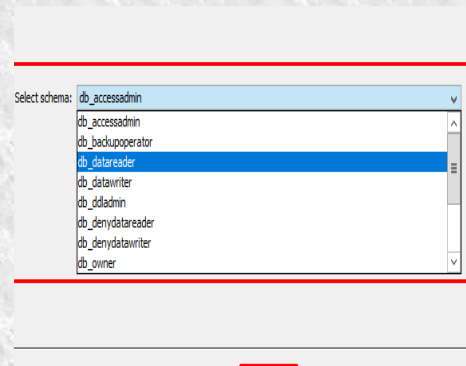 Select schema: db_accessadmin
db_accessadmin
db_backupoperator
db_datareader
db_datawriter
db_ddladmin
db_denydatareader
db_denydatawriter
db_owner